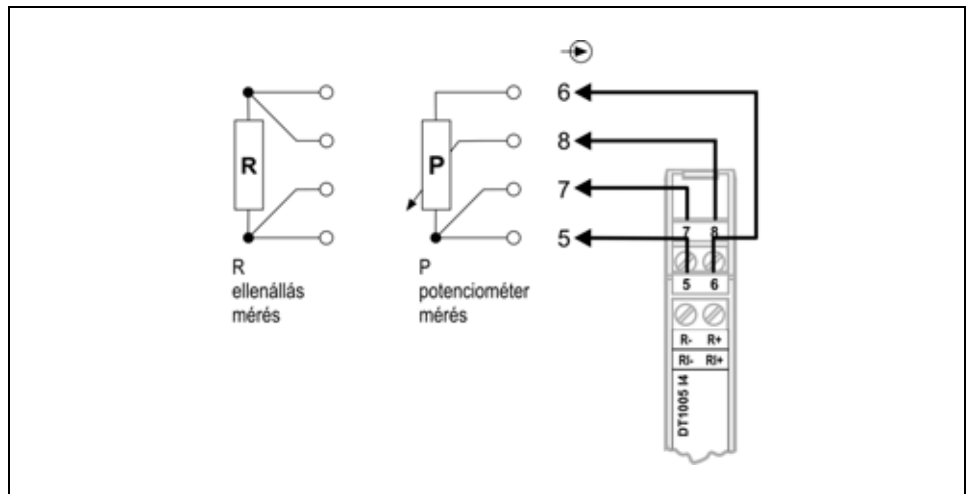 6
8
R
P
7
7 8
5
5 6
R
ellenállás
mérés
P
potenciométer
mérés
R- R+
RI- RI+
DT1005 I4